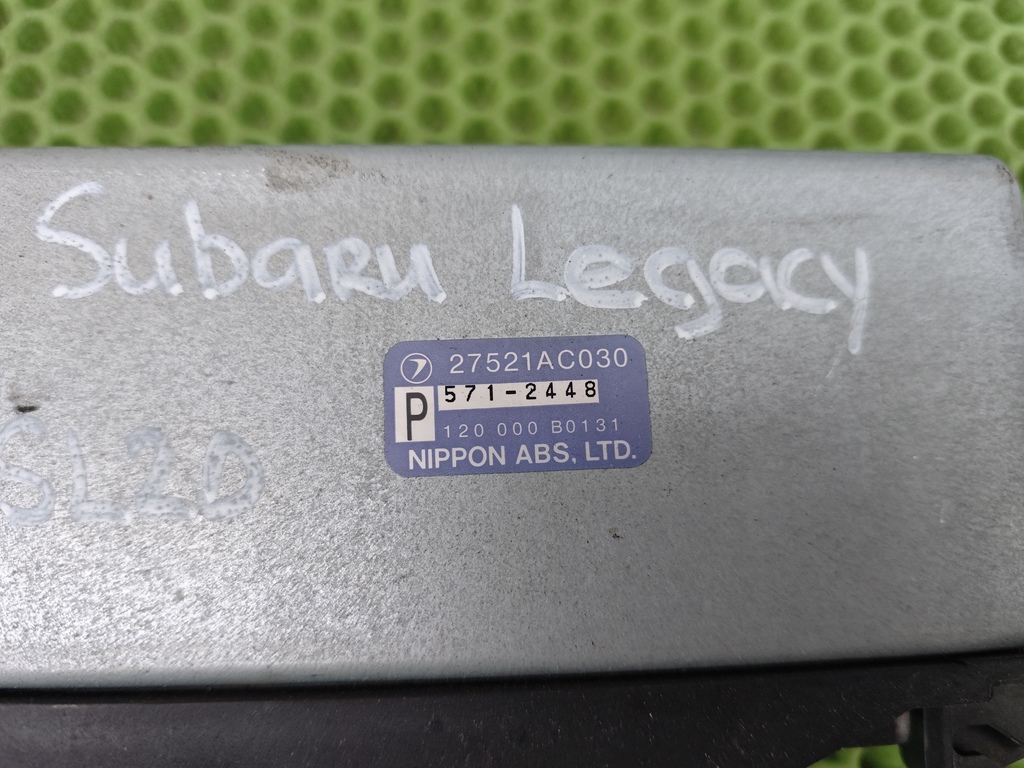 Subaru Legacy
27521AC030
571-2448
P
120 000 B0131
NIPPON ABS, LTD.
SL20